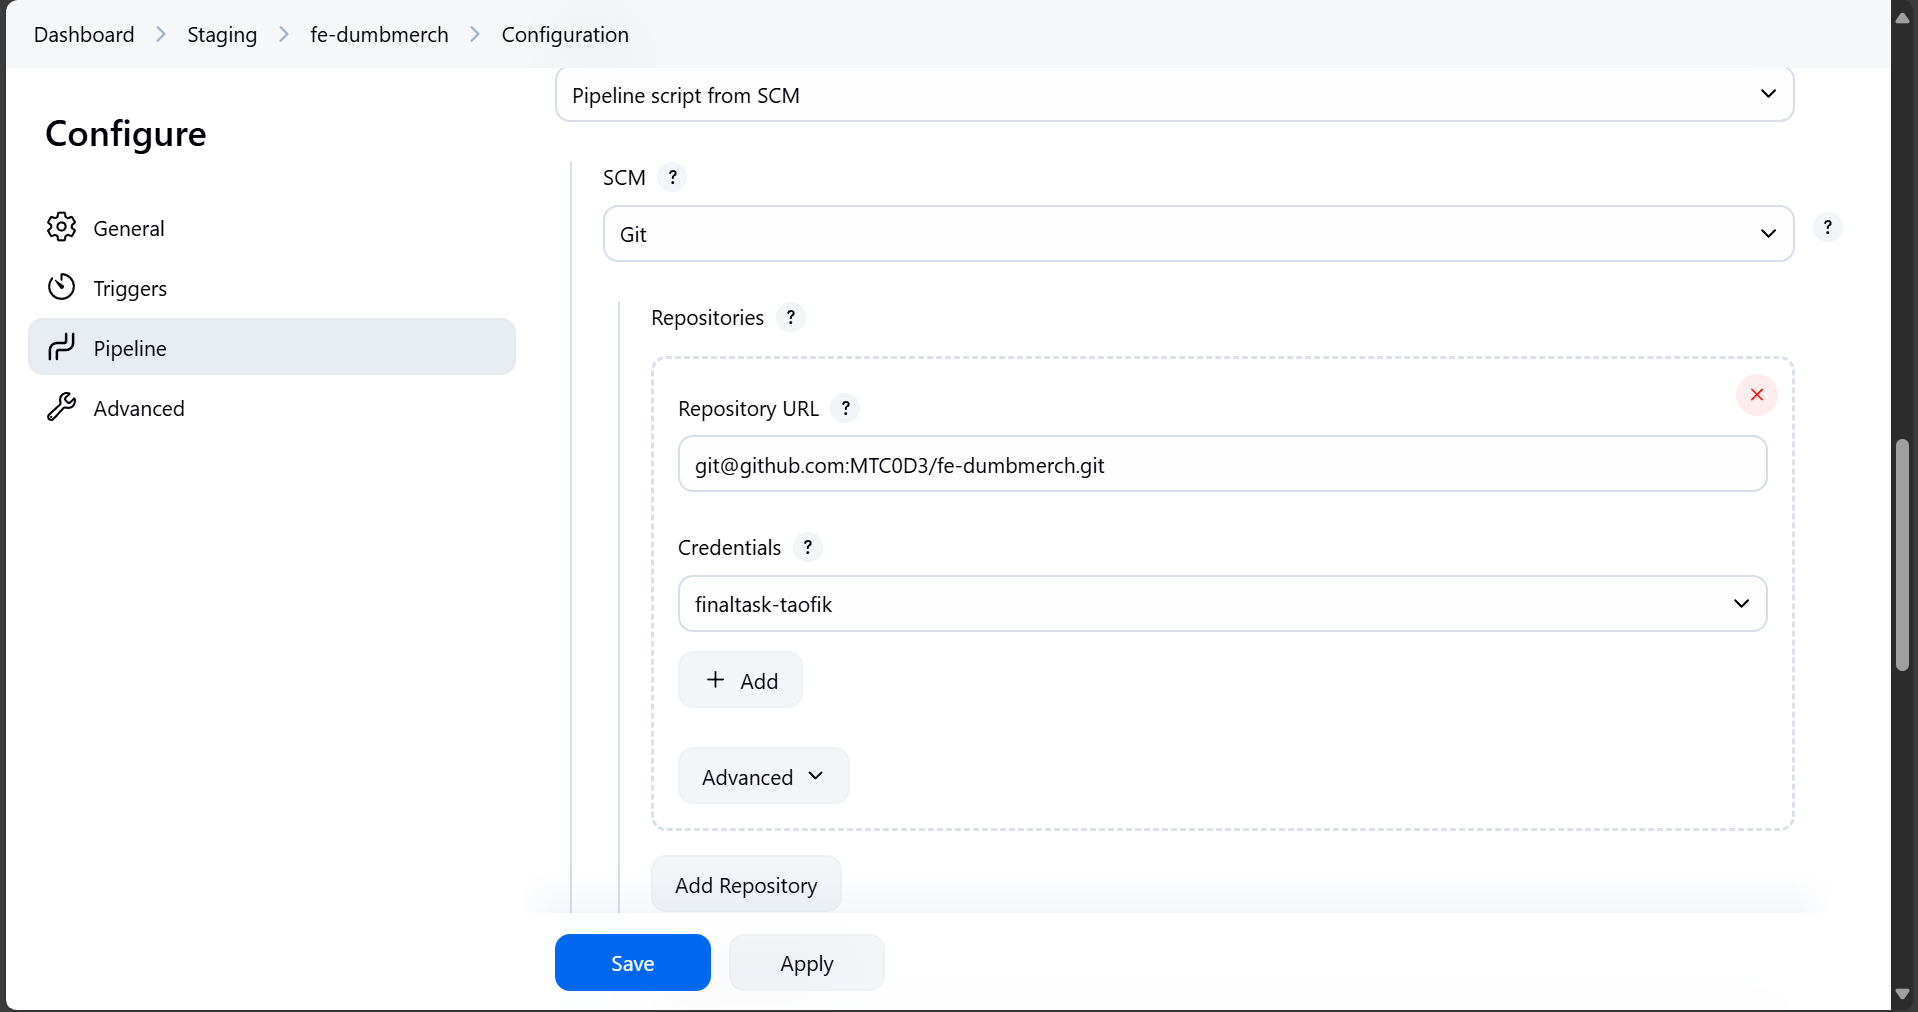 Dashboard > Staging > fe-dumbmerch > Configuration
Configure
General
Triggers
Pipeline
Advanced
Pipeline script from SCM
SCM ?
Git
?
Repositories ?
Repository URL ?
git@github.com:MTC0D3/fe-dumbmerch.git
Credentials ?
finaltask-taofik
+ Add
Advanced
Add Repository
Save
Apply